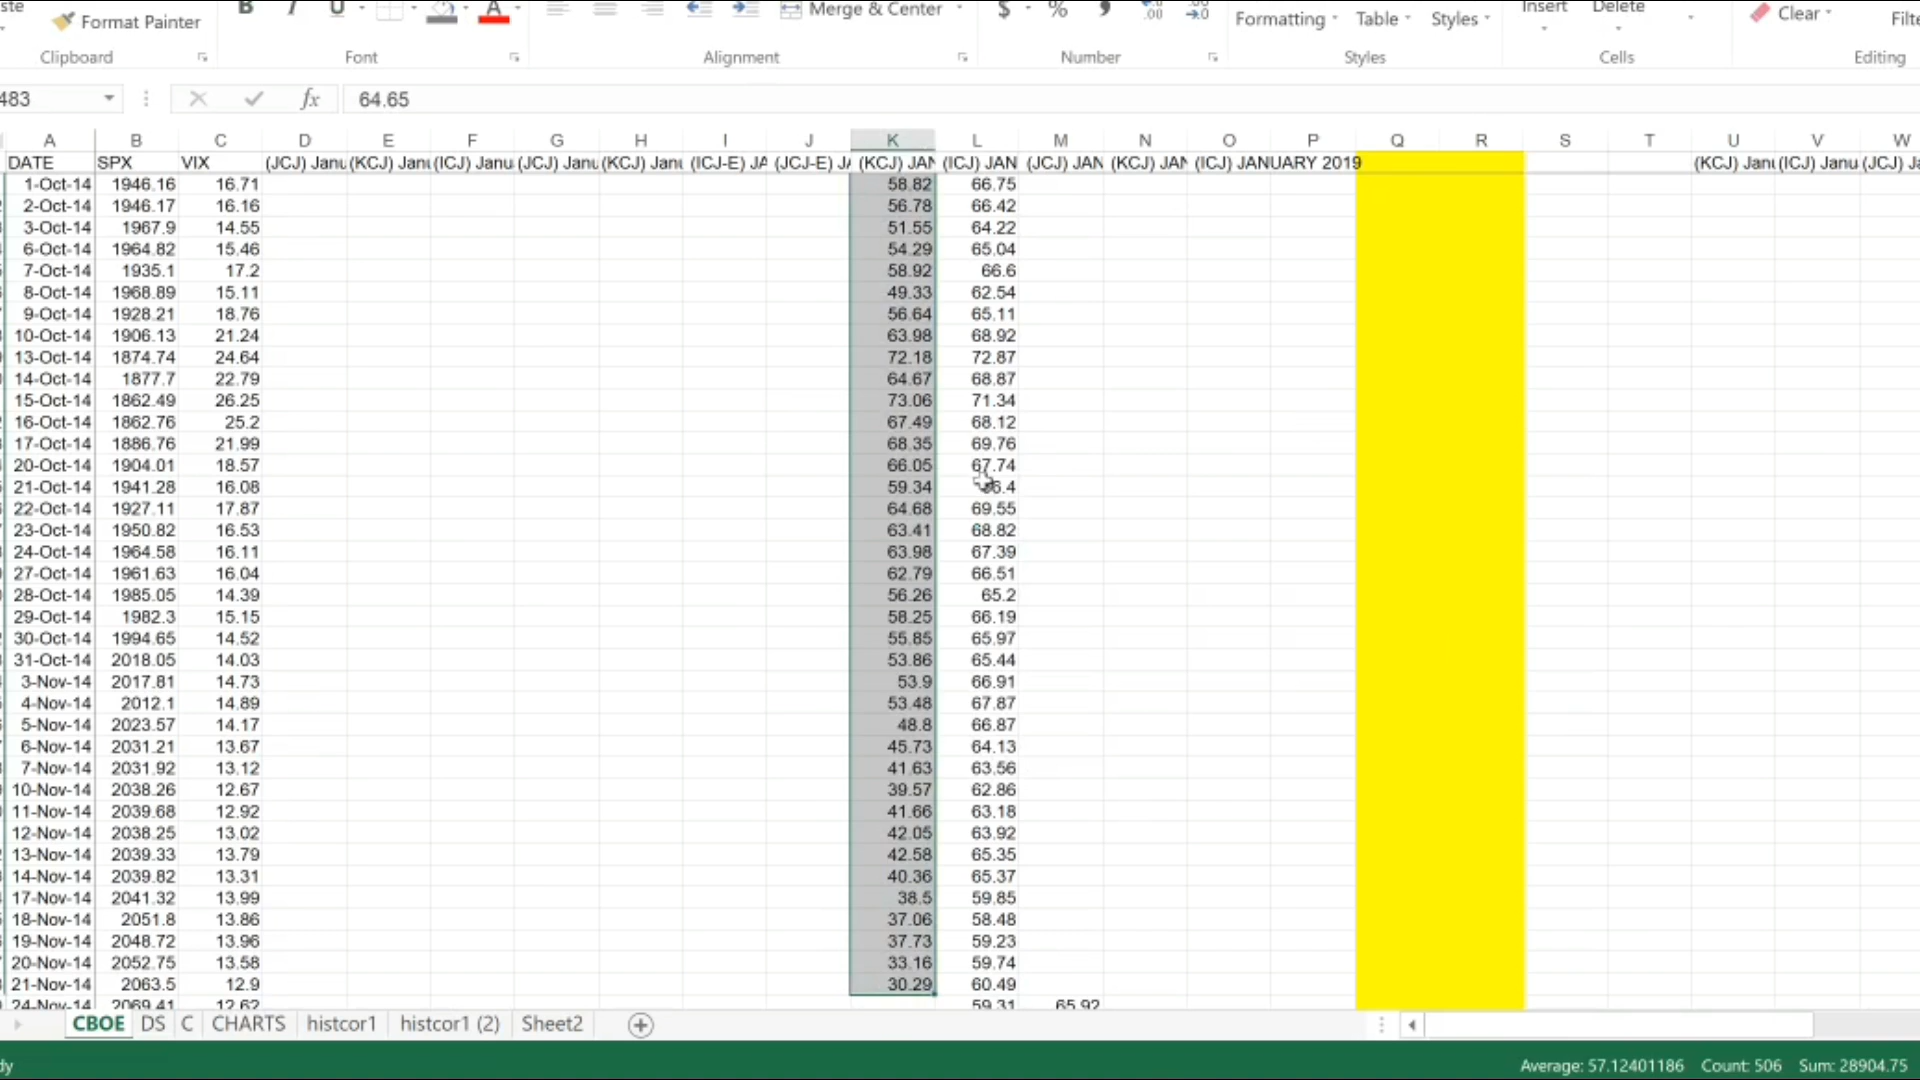 Format Painter B I U A Merge & Center $ % .00 →.0 Formatting Table Styles Insert Delete Clear
Clipboard Font Alignment Number Styles Cells Editing
483 fx 64.65
A B C D E F G H I J K L M N O P Q R S T U V W
DATE SPX VIX (JCJ) Janu (KCJ) Janu (ICJ) Janua (JCJ) Janu (KCJ) Janu (ICJ-E) JA (JCJ-E) JA (KCJ) JAN (ICJ) JAN (JCJ) JAN (KCJ) JAN (ICJ) JANUARY 2019 (KCJ) Janu (ICJ) Janu (JCJ) Ja
1-Oct-14 1946.16 16.71 58.82 66.75
2-Oct-14 1946.17 16.16 56.78 66.42
3-Oct-14 1967.9 14.55 51.55 64.22
6-Oct-14 1964.82 15.46 54.29 65.04
7-Oct-14 1935.1 17.2 58.92 66.6
8-Oct-14 1968.89 15.11 49.33 62.54
9-Oct-14 1928.21 18.76 56.64 65.11
10-Oct-14 1906.13 21.24 63.98 68.92
13-Oct-14 1874.74 24.64 72.18 72.87
14-Oct-14 1877.7 22.79 64.67 68.87
15-Oct-14 1862.49 26.25 73.06 71.34
16-Oct-14 1862.76 25.2 67.49 68.12
17-Oct-14 1886.76 21.99 68.35 69.76
20-Oct-14 1904.01 18.57 66.05 67.74
21-Oct-14 1941.28 16.08 59.34
22-Oct-14 1927.11 17.87 64.68 69.55
23-Oct-14 1950.82 16.53 63.41 68.82
24-Oct-14 1964.58 16.11 63.98 67.39
27-Oct-14 1961.63 16.04 62.79 66.51
28-Oct-14 1985.05 14.39 56.26 65.2
29-Oct-14 1982.3 15.15 58.25 66.19
30-Oct-14 1994.65 14.52 55.85 65.97
31-Oct-14 2018.05 14.03 53.86 65.44
3-Nov-14 2017.81 14.73 53.9 66.91
4-Nov-14 2012.1 14.89 53.48 67.87
5-Nov-14 2023.57 14.17 48.8 66.87
6-Nov-14 2031.21 13.67 45.73 64.13
7-Nov-14 2031.92 13.12 41.63 63.56
10-Nov-14 2038.26 12.67 39.57 62.86
11-Nov-14 2039.68 12.92 41.66 63.18
12-Nov-14 2038.25 13.02 42.05 63.92
13-Nov-14 2039.33 13.79 42.58 65.35
14-Nov-14 2039.82 13.31 40.36 65.37
17-Nov-14 2041.32 13.99 38.5 59.85
18-Nov-14 2051.8 13.86 37.06 58.48
19-Nov-14 2048.72 13.96 37.73 59.23
20-Nov-14 2052.75 13.58 33.16 59.74
21-Nov-14 2063.5 12.9 30.29 60.49
24-Nov-14 2069.41 12.62 59.31 65.92
CBOE DS C CHARTS histcor1 histcor1 (2) Sheet2
Average: 57.12401186 Count: 506 Sum: 28904.75